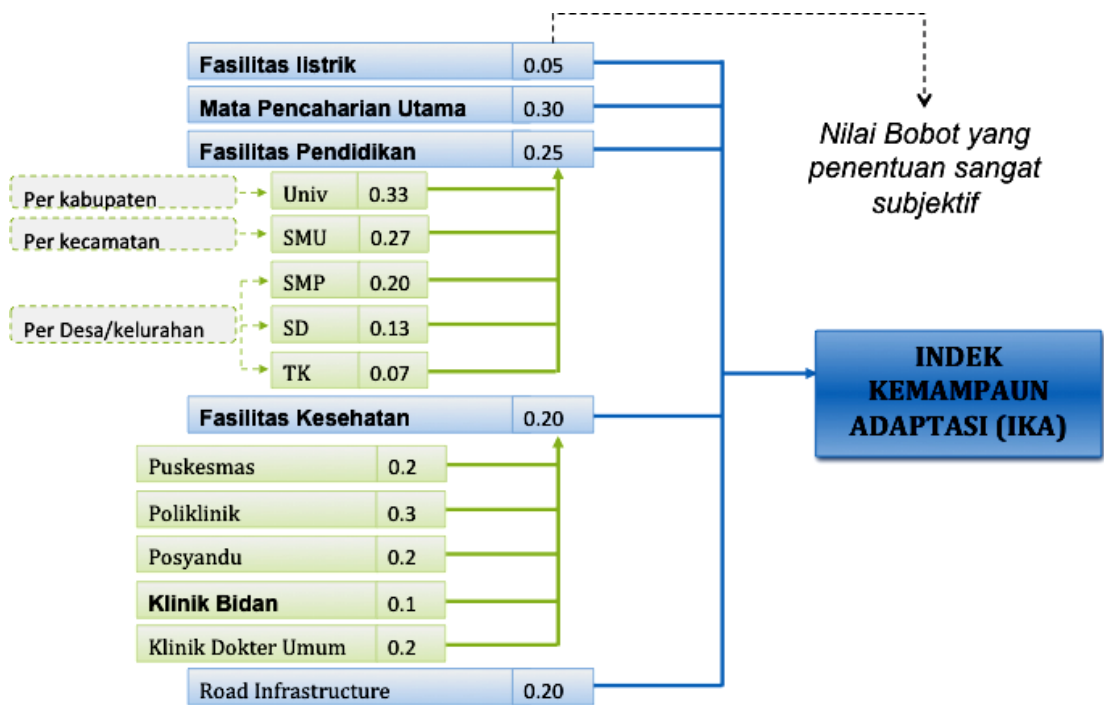 Fasilitas listrik 0.05
Mata Pencaharian Utama 0.30
Fasilitas Pendidikan 0.25
Nilai Bobot yang
penentuan sangat
subjektif
Per kabupaten Univ 0.33
Per kecamatan SMU 0.27
SMP 0.20
Per Desa/kelurahan SD 0.13
TK 0.07
Fasilitas Kesehatan 0.20
INDEK
KEMAMPAUN
ADAPTASI (IKA)
Puskesmas 0.2
Poliklinik 0.3
Posyandu 0.2
Klinik Bidan 0.1
Klinik Dokter Umum 0.2
Road Infrastructure 0.20